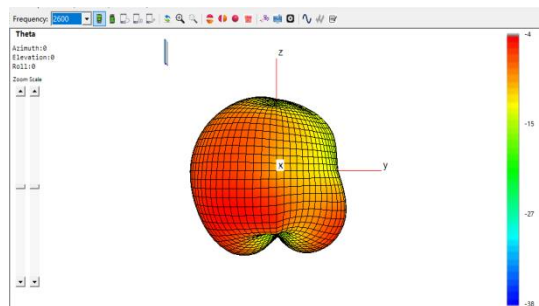 Frequency: 2600
Theta
Azimuth:0
Elevation:0
Roll:0
Zoom Scale
z
x
y
-4
-15
-27
-38